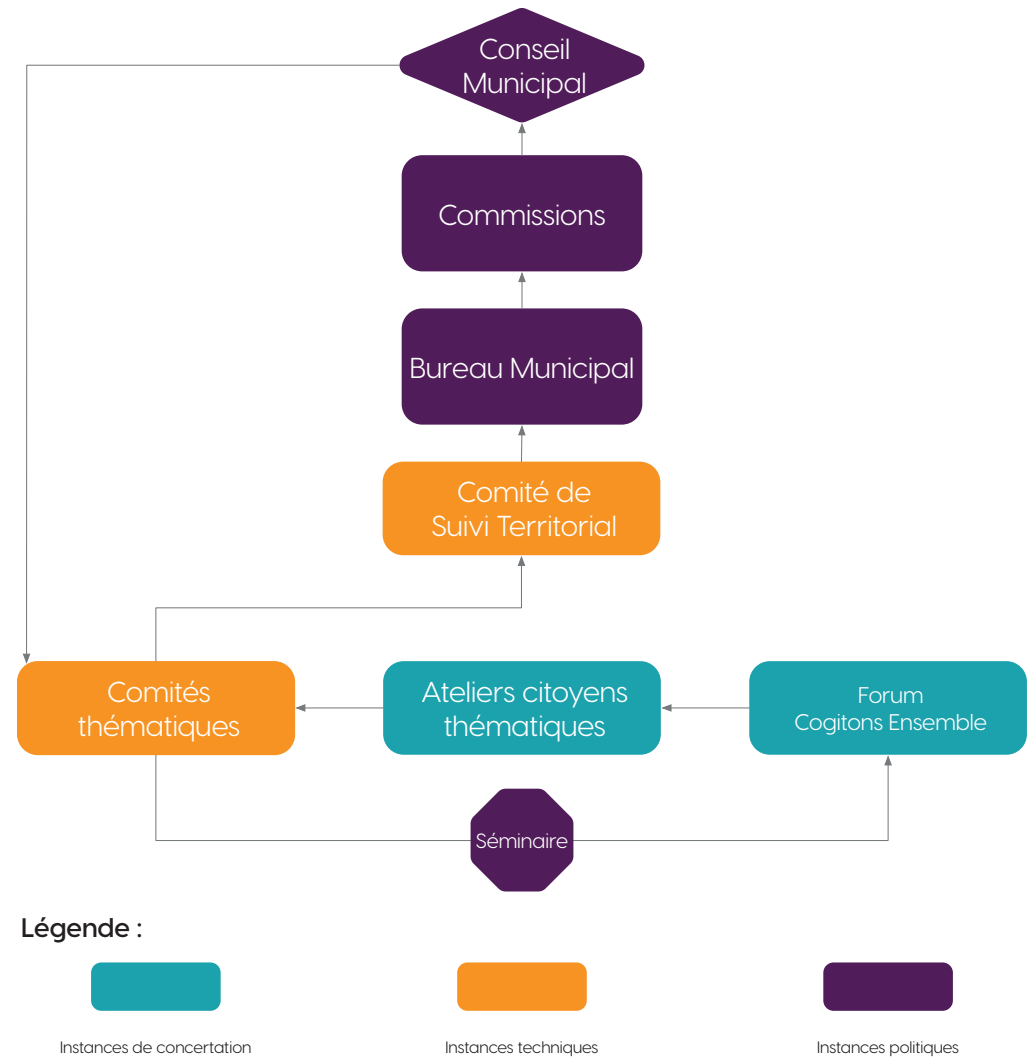 Conseil
Municipal
Commissions
Bureau Municipal
Comité de
Suivi Territorial
Comités
thématiques
Ateliers citoyens
thématiques
Forum
Cogitons Ensemble
Séminaire
Légende :
Instances de concertation
Instances techniques
Instances politiques